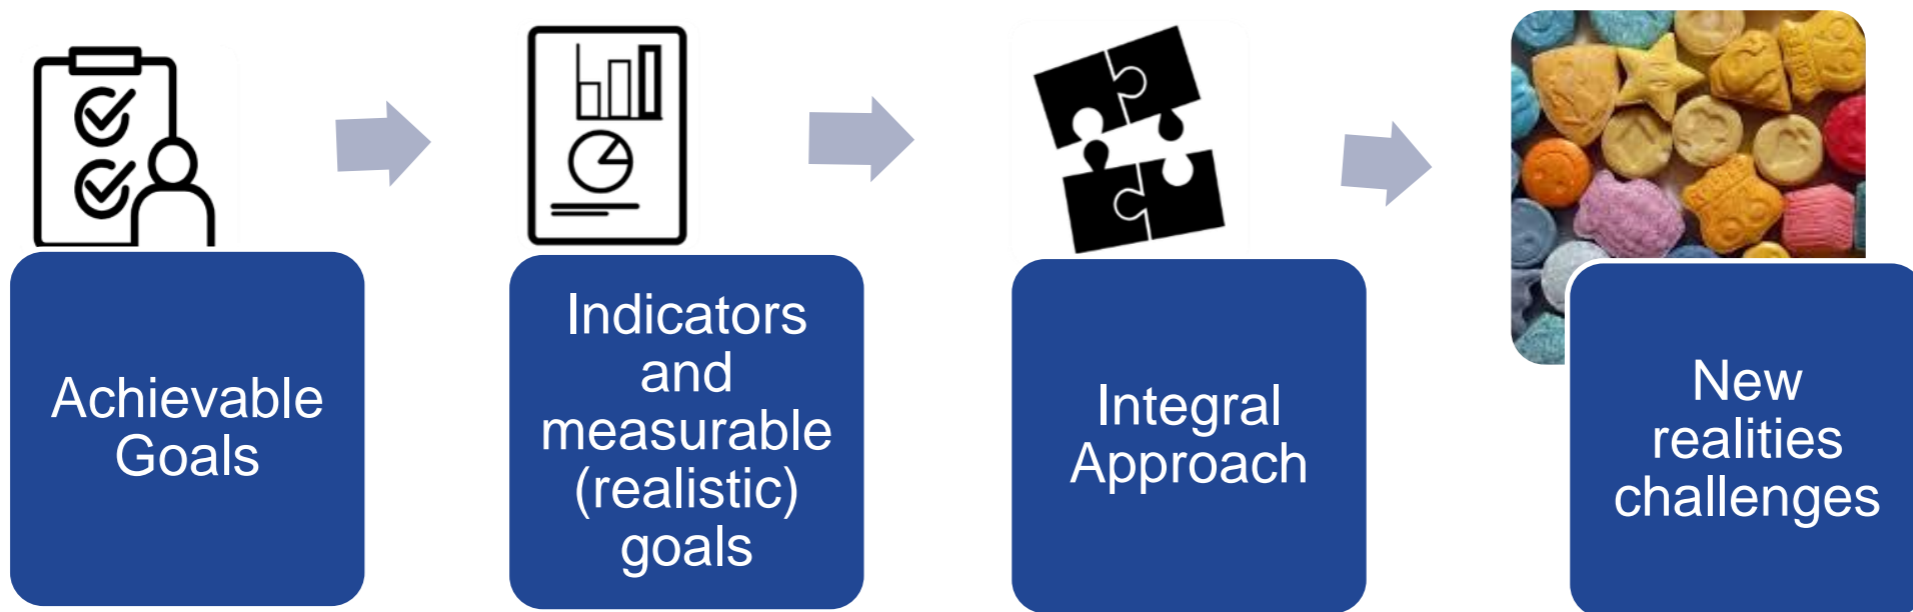 Achievable
Goals
Indicators
and
measurable
(realistic)
goals
Integral
Approach
New
realities
challenges